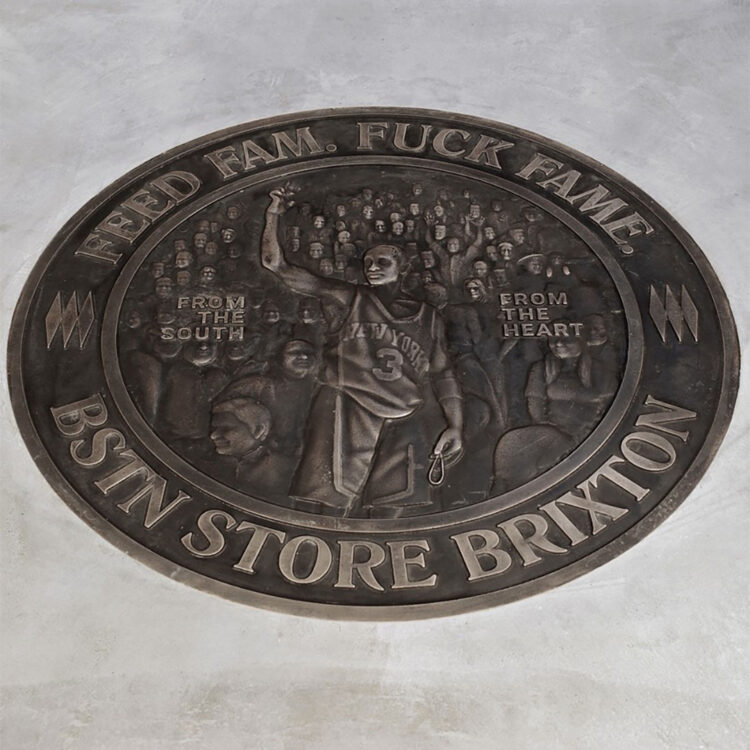 FEED FAM. FUCK FAME.
FROM
THE
SOUTH
FROM
THE
HEART
NEW YORK
3
BSTN STORE BRIXTON